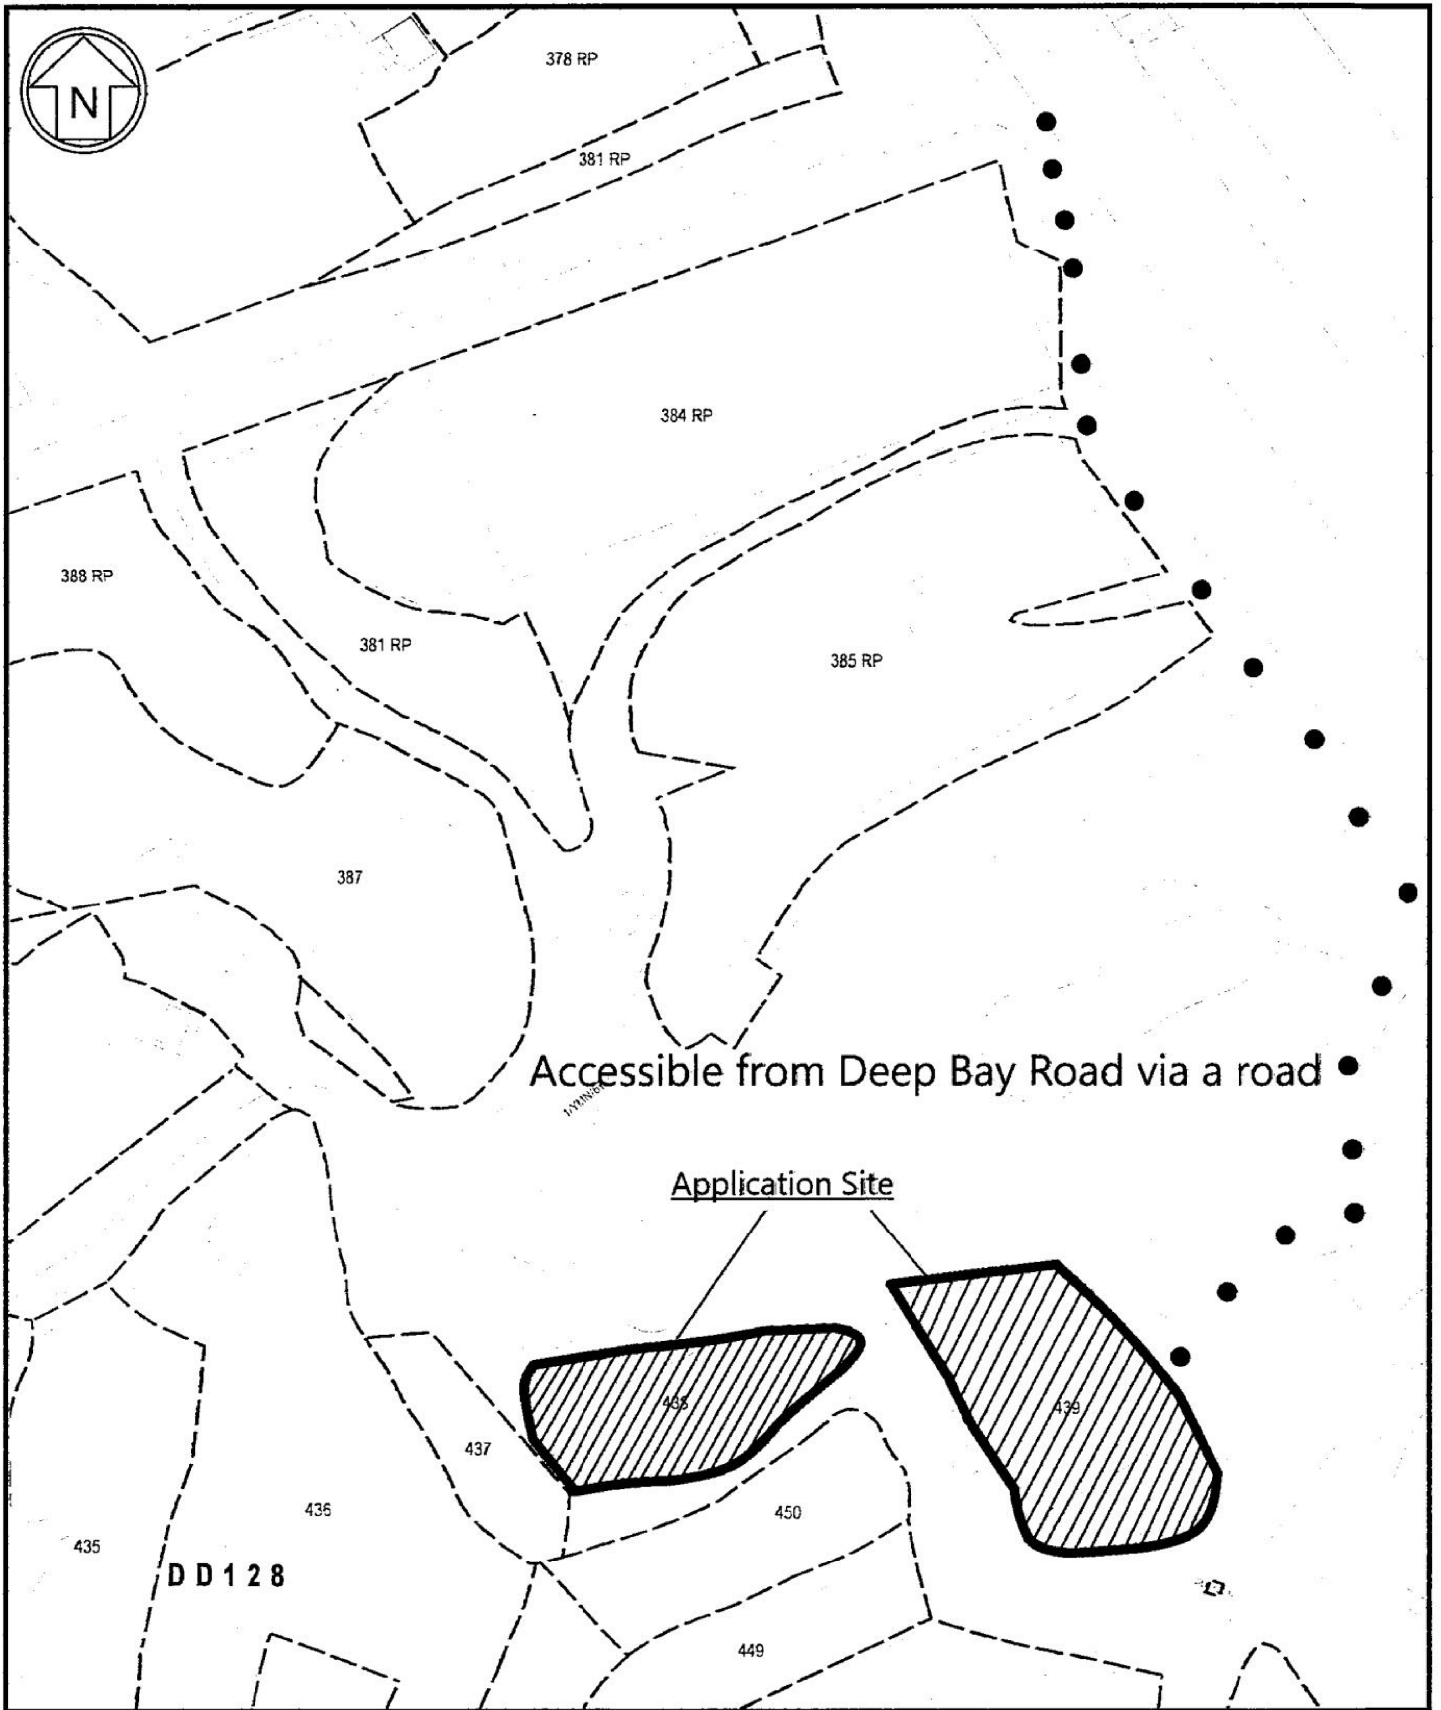 N
378 RP
381 RP
384 RP
388 RP
381 RP
385 RP
387
Accessible from Deep Bay Road via a road
Application Site
438
439
437
436
450
435
DD128
449